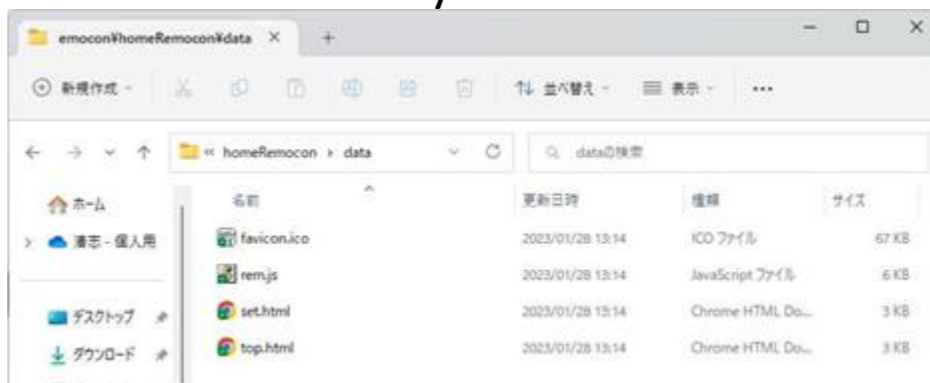 emocon¥homeRemocon¥data
新規作成
並べ替え
表示
« homeRemocon > data
dataの検索
ホーム
名前
更新日時
種類
サイズ
favicon.ico
2023/01/28 13:14
ICO ファイル
67 KB
個人用
rem.js
2023/01/28 13:14
JavaScript ファイル
6 KB
set.html
2023/01/28 13:14
Chrome HTML Do...
3 KB
デスクトップ
top.html
2023/01/28 13:14
Chrome HTML Do...
3 KB
ダウンロード